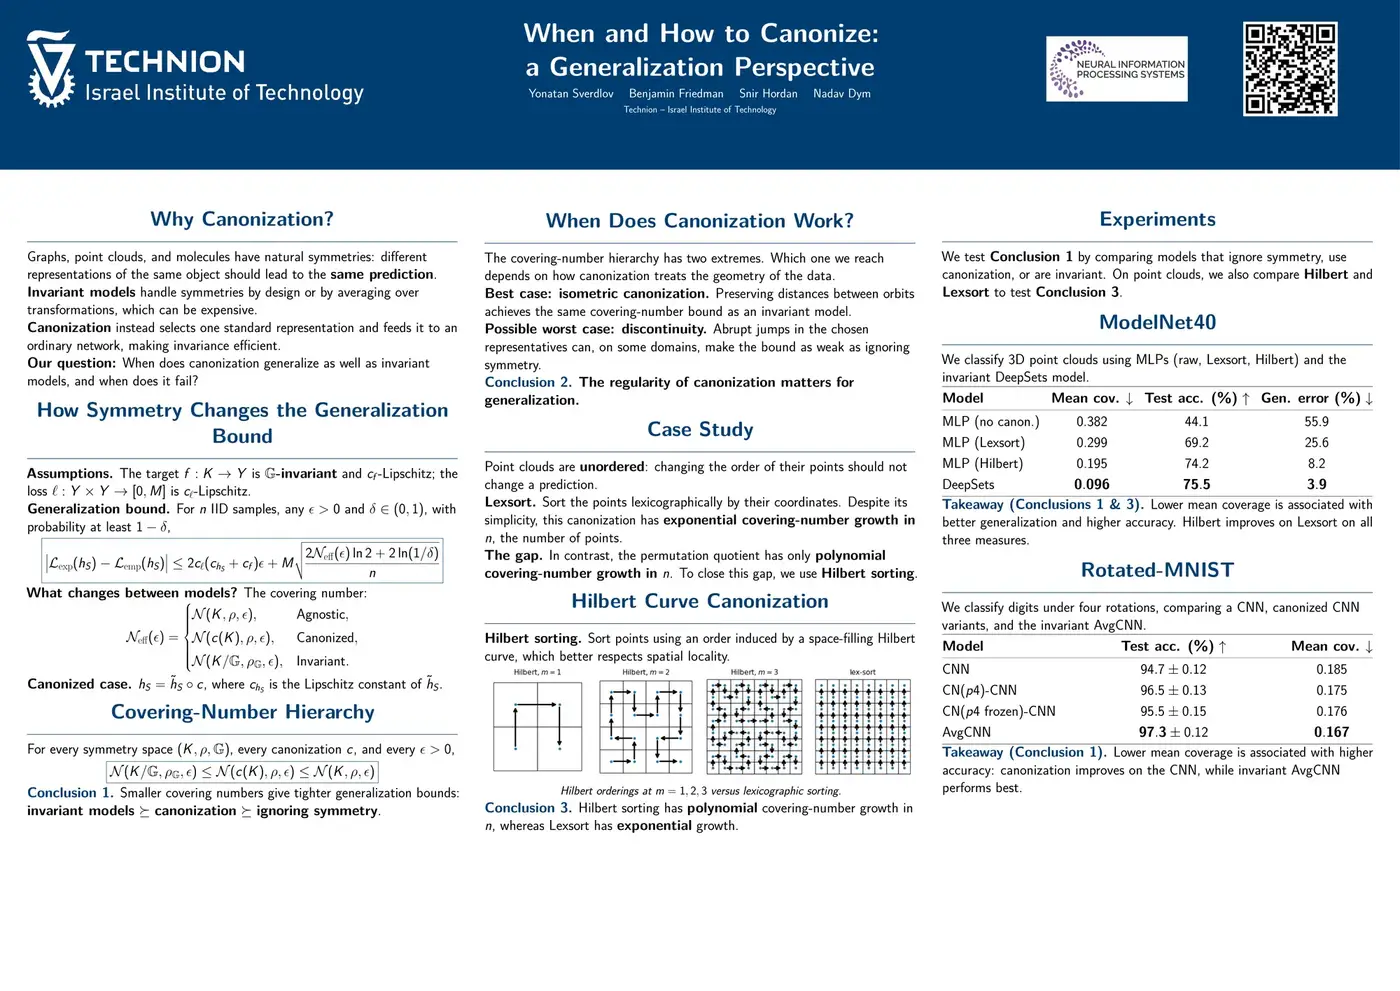 TECHNION
Israel Institute of Technology
When and How to Canonize:
a Generalization Perspective
Yonatan Sverdlov Benjamin Friedman Snir Hordan Nadav Dym
Technion – Israel Institute of Technology
NEURAL INFORMATION
PROCESSING SYSTEMS
Why Canonization?
Graphs, point clouds, and molecules have natural symmetries: different
representations of the same object should lead to the same prediction.
Invariant models handle symmetries by design or by averaging over
transformations, which can be expensive.
Canonization instead selects one standard representation and feeds it to an
ordinary network, making invariance efficient.
Our question: When does canonization generalize as well as invariant
models, and when does it fail?
How Symmetry Changes the Generalization
Bound
Assumptions. The target f : K → Y is 𝔾-invariant and c_f-Lipschitz; the
loss ℓ : Y × Y → [0, M] is c_ℓ-Lipschitz.
Generalization bound. For n IID samples, any ϵ > 0 and δ ∈ (0, 1), with
probability at least 1 − δ,
|ℒ_exp(h_S) − ℒ_emp(h_S)| ≤ 2c_ℓ(c_{h_S} + c_f)ϵ + M√((2𝒩_eff(ϵ) ln 2 + 2 ln(1/δ))/n)
What changes between models? The covering number:
𝒩_eff(ϵ) = { 𝒩(K, ρ, ϵ), Agnostic,
𝒩(c(K), ρ, ϵ), Canonized,
𝒩(K/𝔾, ρ_𝔾, ϵ), Invariant.
Canonized case. h_S = h̃_S ∘ c, where c_{h_S} is the Lipschitz constant of h̃_S.
Covering-Number Hierarchy
For every symmetry space (K, ρ, 𝔾), every canonization c, and every ϵ > 0,
𝒩(K/𝔾, ρ_𝔾, ϵ) ≤ 𝒩(c(K), ρ, ϵ) ≤ 𝒩(K, ρ, ϵ)
Conclusion 1. Smaller covering numbers give tighter generalization bounds:
invariant models ⪰ canonization ⪰ ignoring symmetry.
When Does Canonization Work?
The covering-number hierarchy has two extremes. Which one we reach
depends on how canonization treats the geometry of the data.
Best case: isometric canonization. Preserving distances between orbits
achieves the same covering-number bound as an invariant model.
Possible worst case: discontinuity. Abrupt jumps in the chosen
representatives can, on some domains, make the bound as weak as ignoring
symmetry.
Conclusion 2. The regularity of canonization matters for
generalization.
Case Study
Point clouds are unordered: changing the order of their points should not
change a prediction.
Lexsort. Sort the points lexicographically by their coordinates. Despite its
simplicity, this canonization has exponential covering-number growth in
n, the number of points.
The gap. In contrast, the permutation quotient has only polynomial
covering-number growth in n. To close this gap, we use Hilbert sorting.
Hilbert Curve Canonization
Hilbert sorting. Sort points using an order induced by a space-filling Hilbert
curve, which better respects spatial locality.
Hilbert, m = 1 Hilbert, m = 2 Hilbert, m = 3 lex-sort
Hilbert orderings at m = 1, 2, 3 versus lexicographic sorting.
Conclusion 3. Hilbert sorting has polynomial covering-number growth in
n, whereas Lexsort has exponential growth.
Experiments
We test Conclusion 1 by comparing models that ignore symmetry, use
canonization, or are invariant. On point clouds, we also compare Hilbert and
Lexsort to test Conclusion 3.
ModelNet40
We classify 3D point clouds using MLPs (raw, Lexsort, Hilbert) and the
invariant DeepSets model.
Model Mean cov. ↓ Test acc. (%) ↑ Gen. error (%) ↓
MLP (no canon.) 0.382 44.1 55.9
MLP (Lexsort) 0.299 69.2 25.6
MLP (Hilbert) 0.195 74.2 8.2
DeepSets 0.096 75.5 3.9
Takeaway (Conclusions 1 & 3). Lower mean coverage is associated with
better generalization and higher accuracy. Hilbert improves on Lexsort on all
three measures.
Rotated-MNIST
We classify digits under four rotations, comparing a CNN, canonized CNN
variants, and the invariant AvgCNN.
Model Test acc. (%) ↑ Mean cov. ↓
CNN 94.7 ± 0.12 0.185
CN(p4)-CNN 96.5 ± 0.13 0.175
CN(p4 frozen)-CNN 95.5 ± 0.15 0.176
AvgCNN 97.3 ± 0.12 0.167
Takeaway (Conclusion 1). Lower mean coverage is associated with higher
accuracy: canonization improves on the CNN, while invariant AvgCNN
performs best.